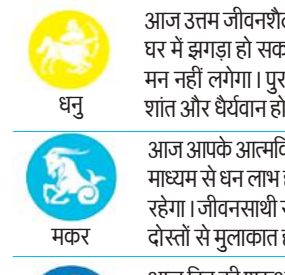 आज उत्तम जीवनशैल
घर में झगड़ा हो सक
मन नहीं लगेगा। पुर
शांत और धैर्यवान हो
धनु
आज आपके आत्मवि
माध्यम से धन लाभ
रहेगा। जीवनसाथी
दोस्तों से मुलाकात
मकर